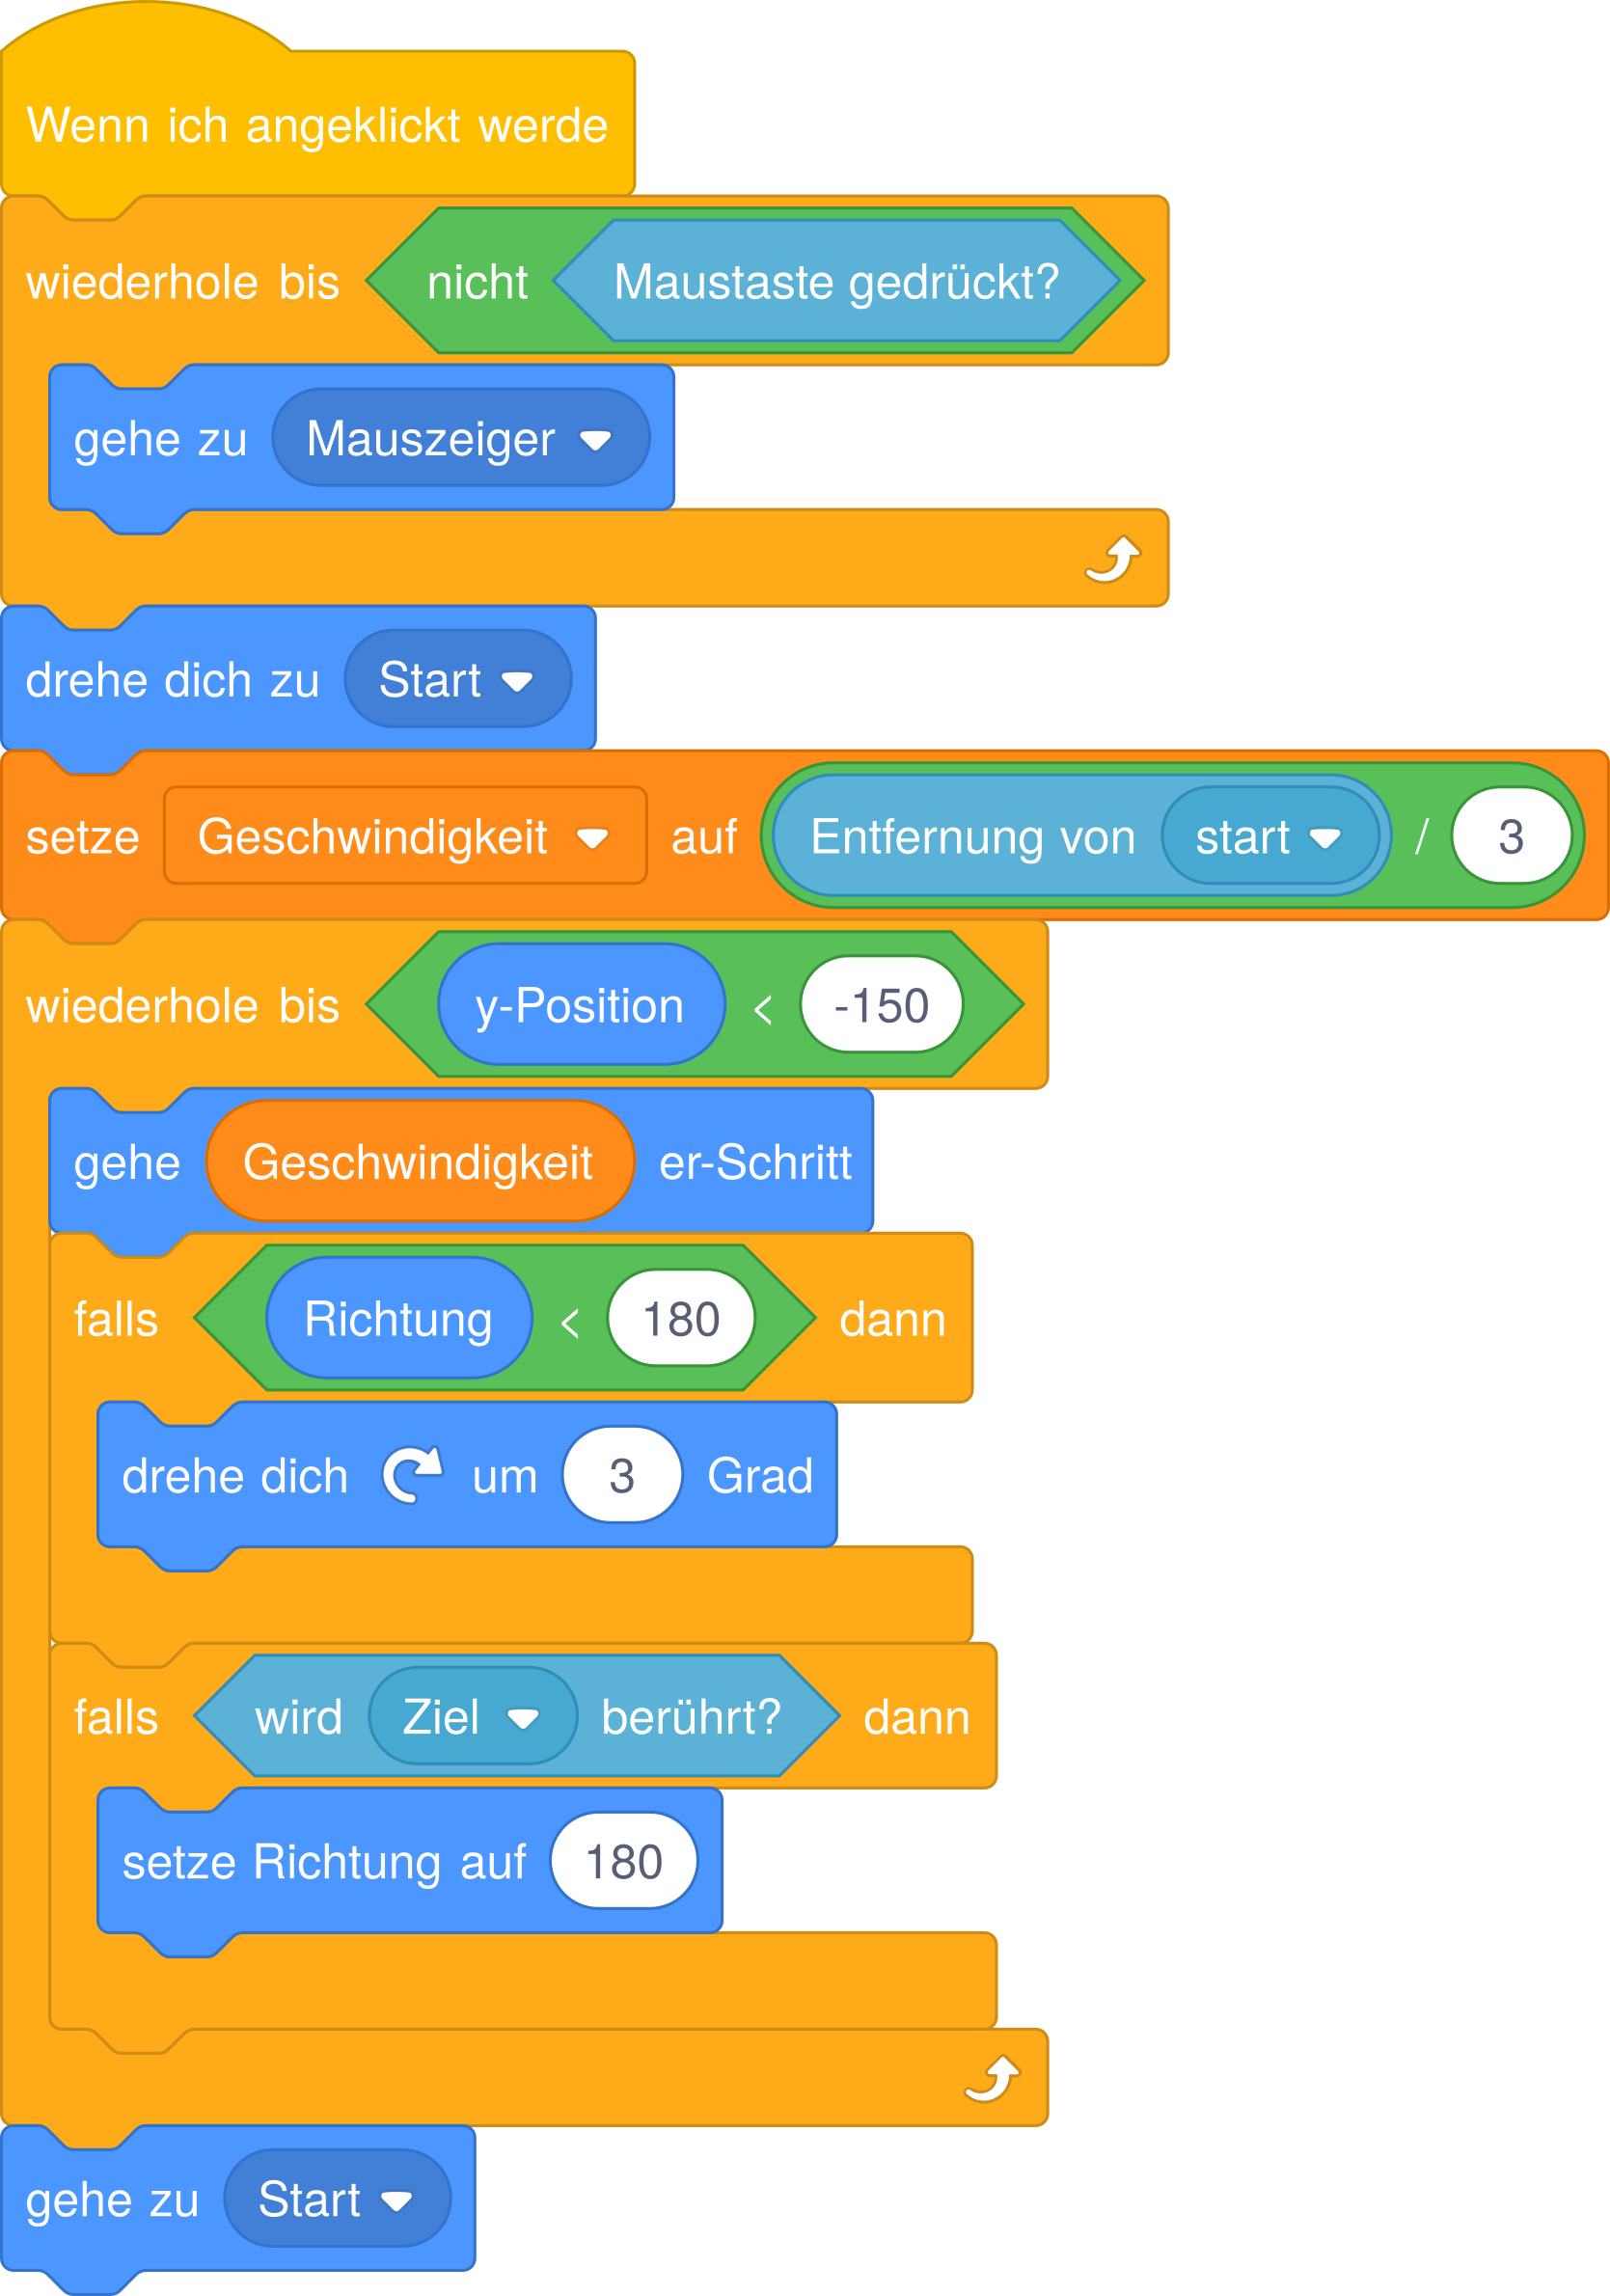 Wenn ich angeklickt werde
wiederhole bis nicht Maustaste gedrückt?
gehe zu Mauszeiger
drehe dich zu Start
setze Geschwindigkeit auf Entfernung von start / 3
wiederhole bis y-Position < -150
gehe Geschwindigkeit er-Schritt
falls Richtung < 180 dann
drehe dich um 3 Grad
falls wird Ziel berührt? dann
setze Richtung auf 180
gehe zu Start